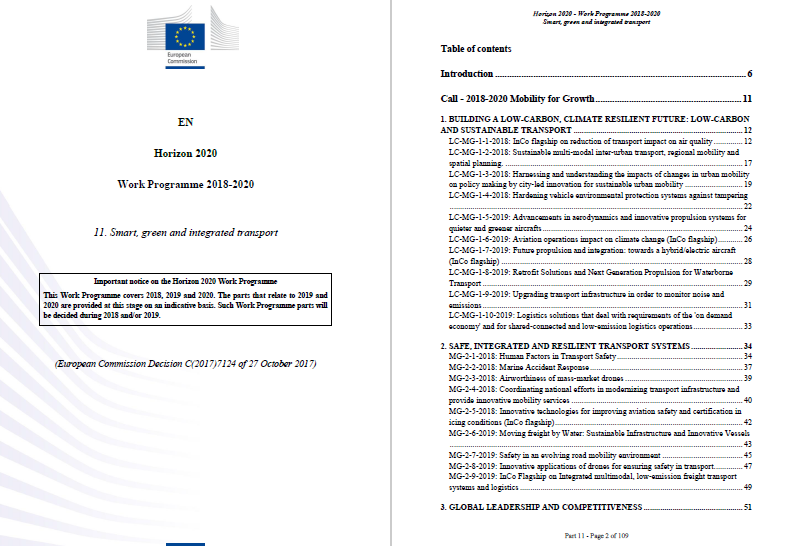 European
Commission
EN
Horizon 2020
Work Programme 2018-2020
11. Smart, green and integrated transport
Important notice on the Horizon 2020 Work Programme
This Work Programme covers 2018, 2019 and 2020. The parts that relate to 2019 and
2020 are provided at this stage on an indicative basis. Such Work Programme parts will
be decided during 2018 and/or 2019.
(European Commission Decision C(2017)7124 of 27 October 2017)
Horizon 2020 - Work Programme 2018-2020
Smart, green and integrated transport
Table of contents
Introduction ... 6
Call - 2018-2020 Mobility for Growth ... 11
1. BUILDING A LOW-CARBON, CLIMATE RESILIENT FUTURE: LOW-CARBON
AND SUSTAINABLE TRANSPORT ... 12
LC-MG-1-1-2018: InCo flagship on reduction of transport impact on air quality ... 12
LC-MG-1-2-2018: Sustainable multi-modal inter-urban transport, regional mobility and
spatial planning. ... 17
LC-MG-1-3-2018: Harnessing and understanding the impacts of changes in urban mobility
on policy making by city-led innovation for sustainable urban mobility ... 19
LC-MG-1-4-2018: Hardening vehicle environmental protection systems against tampering
... 22
LC-MG-1-5-2019: Advancements in aerodynamics and innovative propulsion systems for
quieter and greener aircrafts ... 24
LC-MG-1-6-2019: Aviation operations impact on climate change (InCo flagship) ... 26
LC-MG-1-7-2019: Future propulsion and integration: towards a hybrid/electric aircraft
(InCo flagship) ... 28
LC-MG-1-8-2019: Retrofit Solutions and Next Generation Propulsion for Waterborne
Transport ... 29
LC-MG-1-9-2019: Upgrading transport infrastructure in order to monitor noise and
emissions ... 31
LC-MG-1-10-2019: Logistics solutions that deal with requirements of the 'on demand
economy' and for shared-connected and low-emission logistics operations ... 33
2. SAFE, INTEGRATED AND RESILIENT TRANSPORT SYSTEMS ... 34
MG-2-1-2018: Human Factors in Transport Safety ... 34
MG-2-2-2018: Marine Accident Response ... 37
MG-2-3-2018: Airworthiness of mass-market drones ... 39
MG-2-4-2018: Coordinating national efforts in modernizing transport infrastructure and
provide innovative mobility services ... 40
MG-2-5-2018: Innovative technologies for improving aviation safety and certification in
icing conditions (InCo flagship) ... 42
MG-2-6-2019: Moving freight by Water: Sustainable Infrastructure and Innovative Vessels
... 43
MG-2-7-2019: Safety in an evolving road mobility environment ... 45
MG-2-8-2019: Innovative applications of drones for ensuring safety in transport ... 47
MG-2-9-2019: InCo Flagship on Integrated multimodal, low-emission freight transport
systems and logistics ... 49
3. GLOBAL LEADERSHIP AND COMPETITIVENESS ... 51
Part 11 - Page 2 of 109